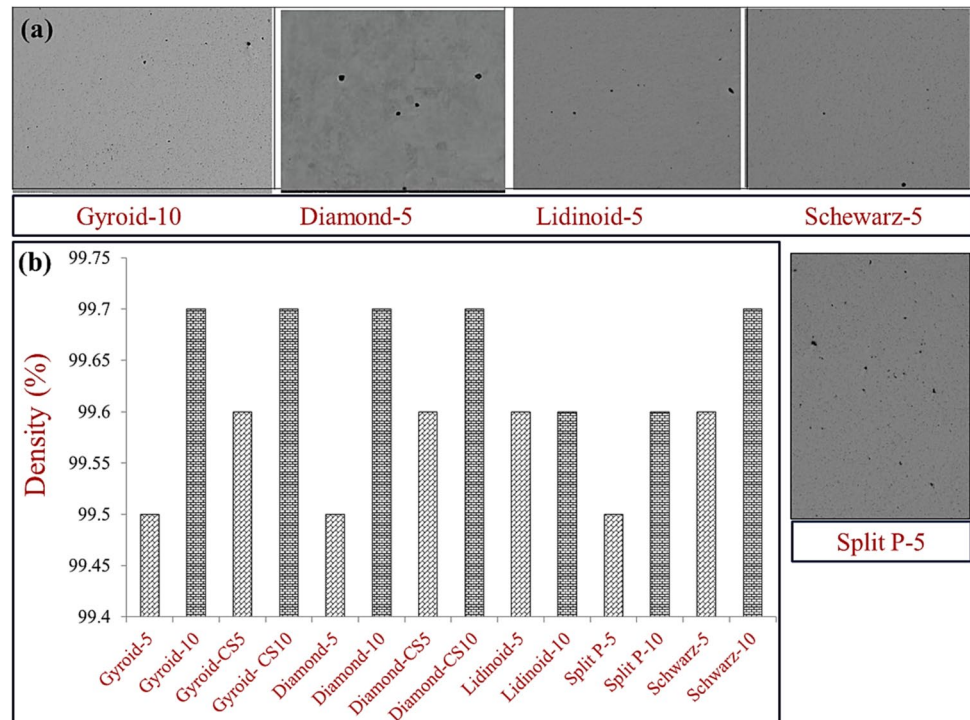 (a)
Gyroid-10
Diamond-5
Lidinoid-5
Schewarz-5
(b)
Density (%)
99.75
99.7
99.65
99.6
99.55
99.5
99.45
99.4
Gyroid-5
Gyroid-10
Gyroid-CS5
Gyroid- CS10
Diamond-5
Diamond-10
Diamond-CS5
Diamond-CS10
Lidinoid-5
Lidinoid-10
Split P-5
Split P-10
Schwarz-5
Schwarz-10
Split P-5